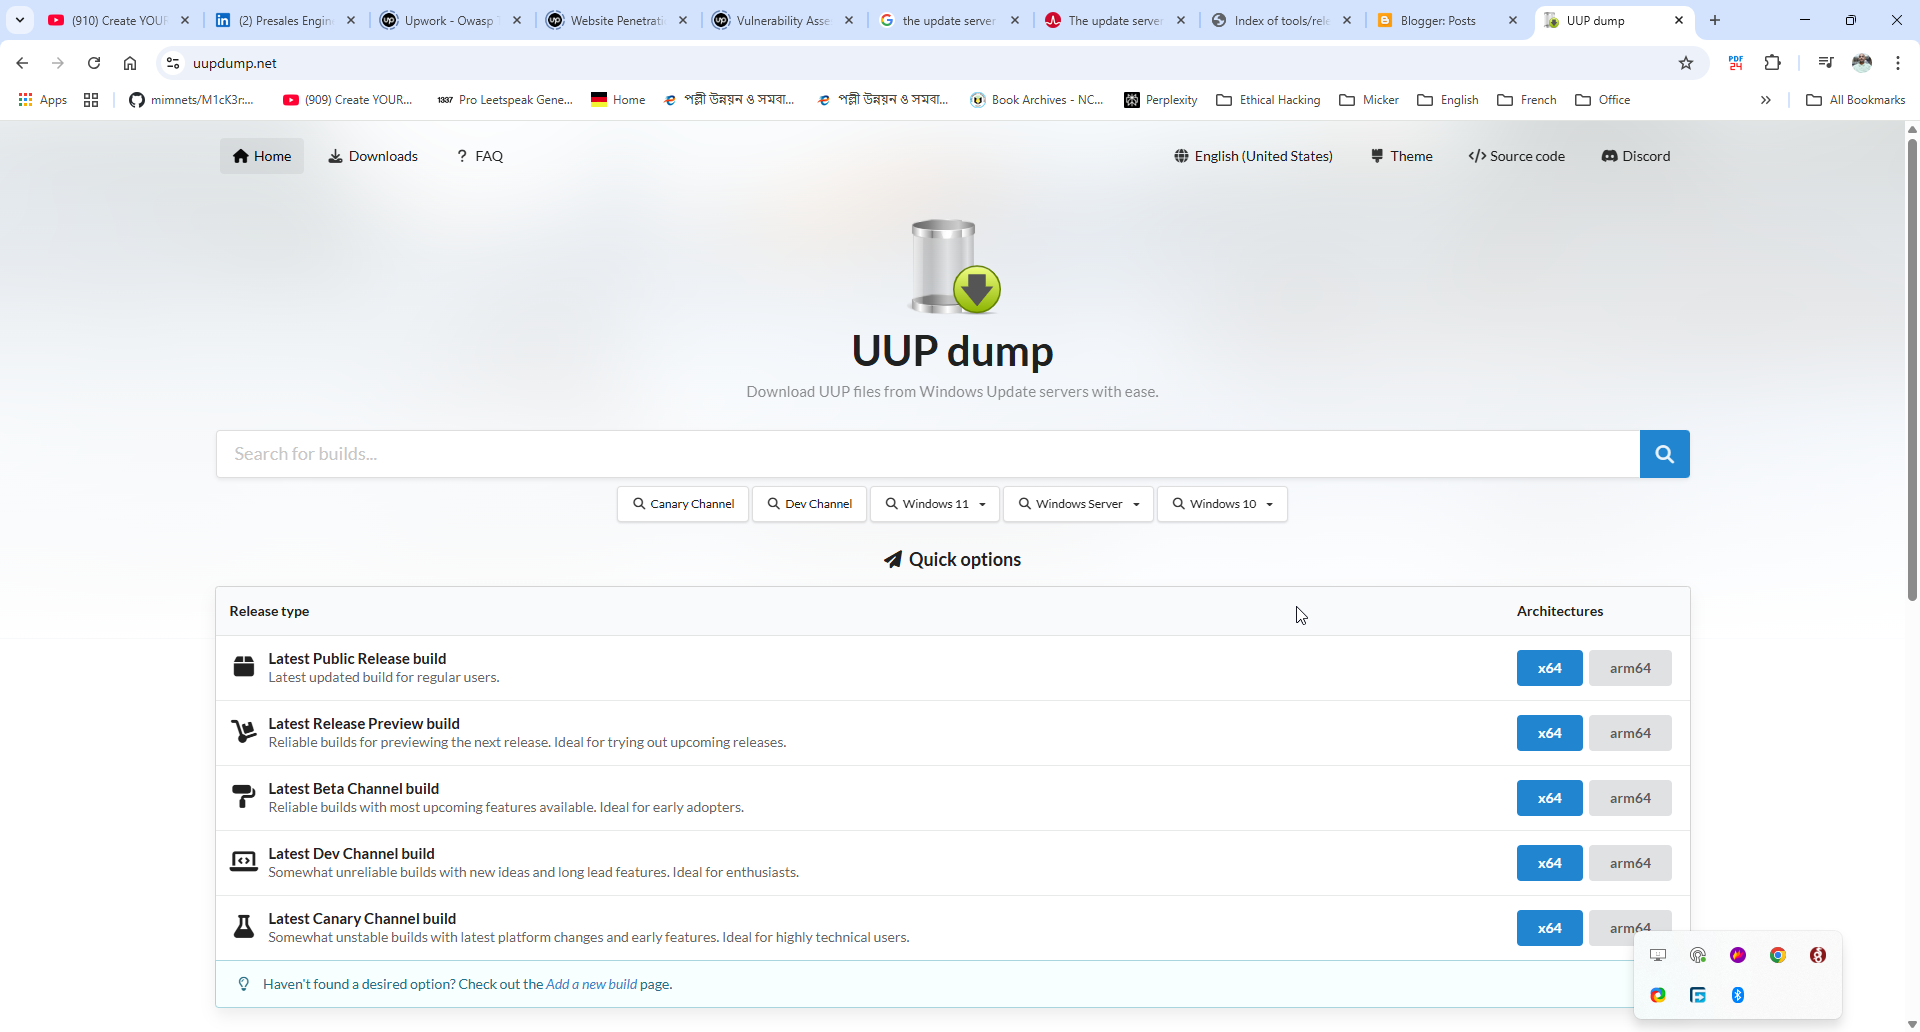 (910) Create YOUR
(2) Presales Engin
Upwork - Owasp T
Website Penetrati
Vulnerability Asse
the update server
The update serve
Index of tools/rele
Blogger: Posts
UUP dump
uupdump.net
PDF
24
Apps
mimnets/M1cK3r:...
(909) Create YOUR...
1337 Pro Leetspeak Gene...
Home
পল্লী উন্নয়ন ও সমবা...
পল্লী উন্নয়ন ও সমবা...
Book Archives - NC...
Perplexity
Ethical Hacking
Micker
English
French
Office
All Bookmarks
Home
Downloads
? FAQ
English (United States)
Theme
</> Source code
Discord
UUP dump
Download UUP files from Windows Update servers with ease.
Search for builds...
Canary Channel
Dev Channel
Windows 11
Windows Server
Windows 10
Quick options
Release type
Architectures
Latest Public Release build
Latest updated build for regular users.
x64
arm64
Latest Release Preview build
Reliable builds for previewing the next release. Ideal for trying out upcoming releases.
x64
arm64
Latest Beta Channel build
Reliable builds with most upcoming features available. Ideal for early adopters.
x64
arm64
Latest Dev Channel build
Somewhat unreliable builds with new ideas and long lead features. Ideal for enthusiasts.
x64
arm64
Latest Canary Channel build
Somewhat unstable builds with latest platform changes and early features. Ideal for highly technical users.
x64
arm64
Haven't found a desired option? Check out the Add a new build page.